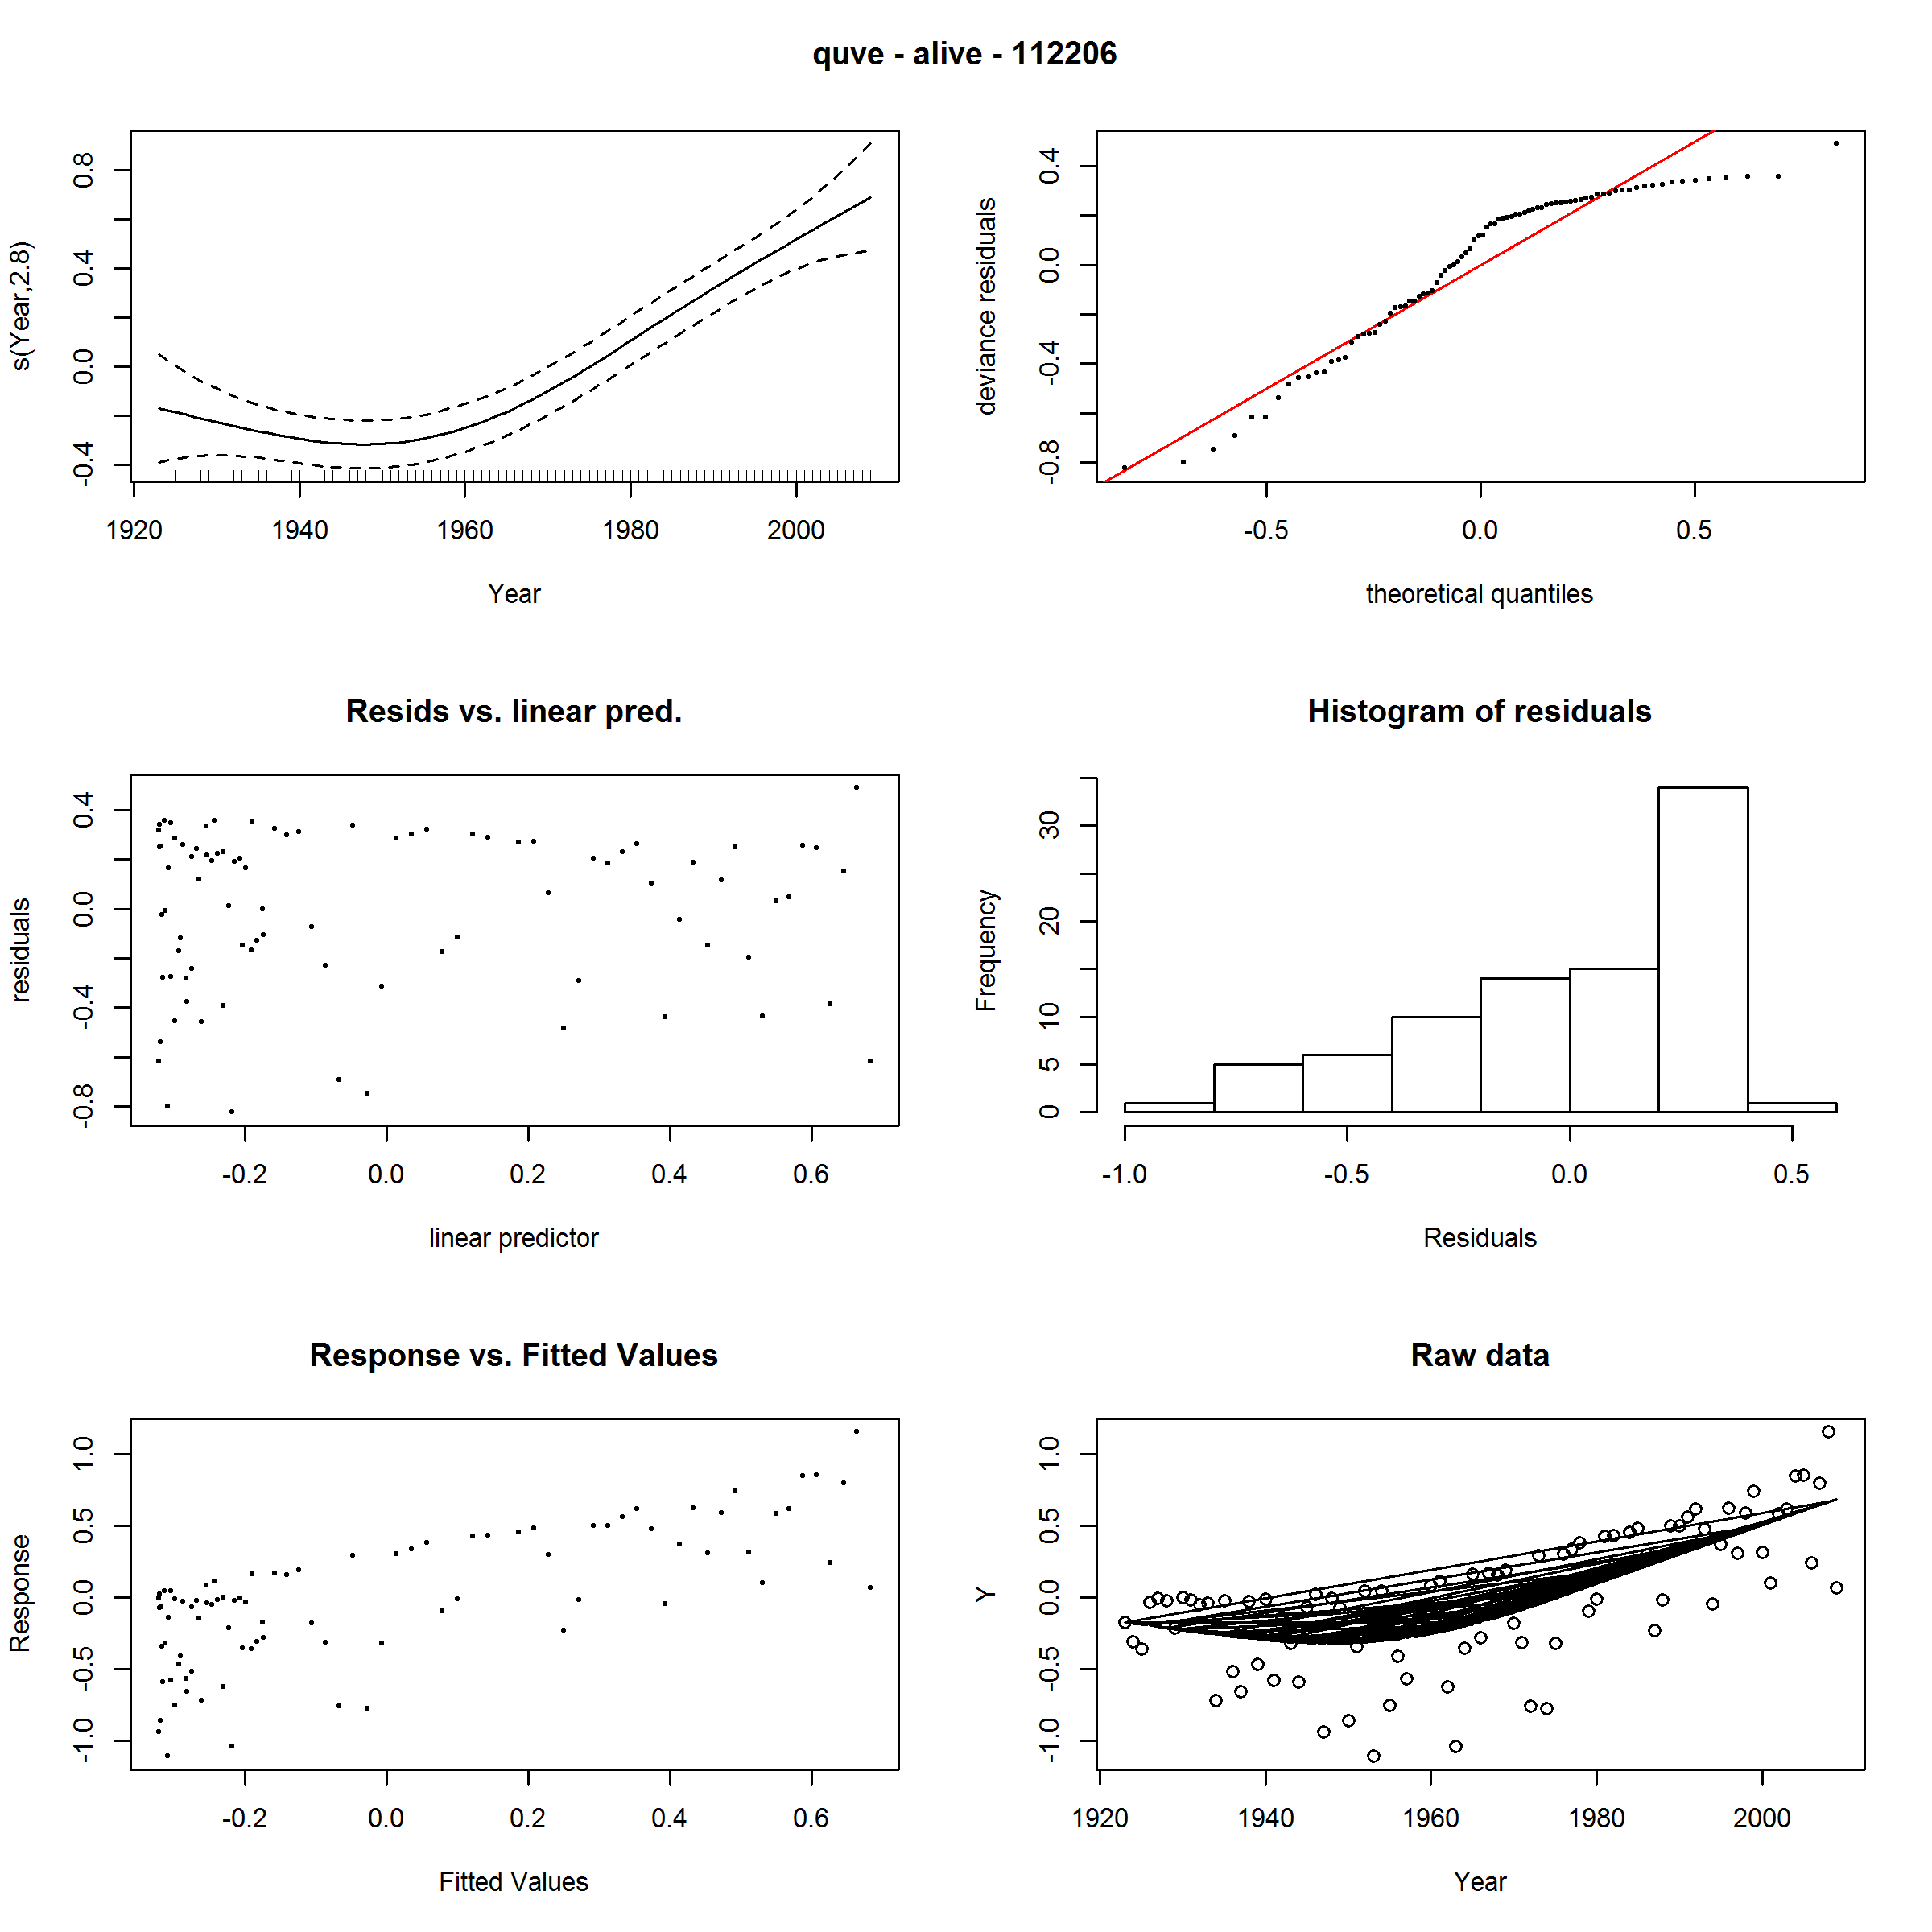 quve - alive - 112206
s(Year,2.8)
-0.4 0.0 0.4 0.8
1920 1940 1960 1980 2000
Year
deviance residuals
-0.8 -0.4 0.0 0.4
-0.5 0.0 0.5
theoretical quantiles
Resids vs. linear pred.
residuals
-0.8 -0.4 0.0 0.4
-0.2 0.0 0.2 0.4 0.6
linear predictor
Histogram of residuals
Frequency
0 5 10 20 30
-1.0 -0.5 0.0 0.5
Residuals
Response vs. Fitted Values
Response
-1.0 -0.5 0.0 0.5 1.0
-0.2 0.0 0.2 0.4 0.6
Fitted Values
Raw data
Y
-1.0 -0.5 0.0 0.5 1.0
1920 1940 1960 1980 2000
Year